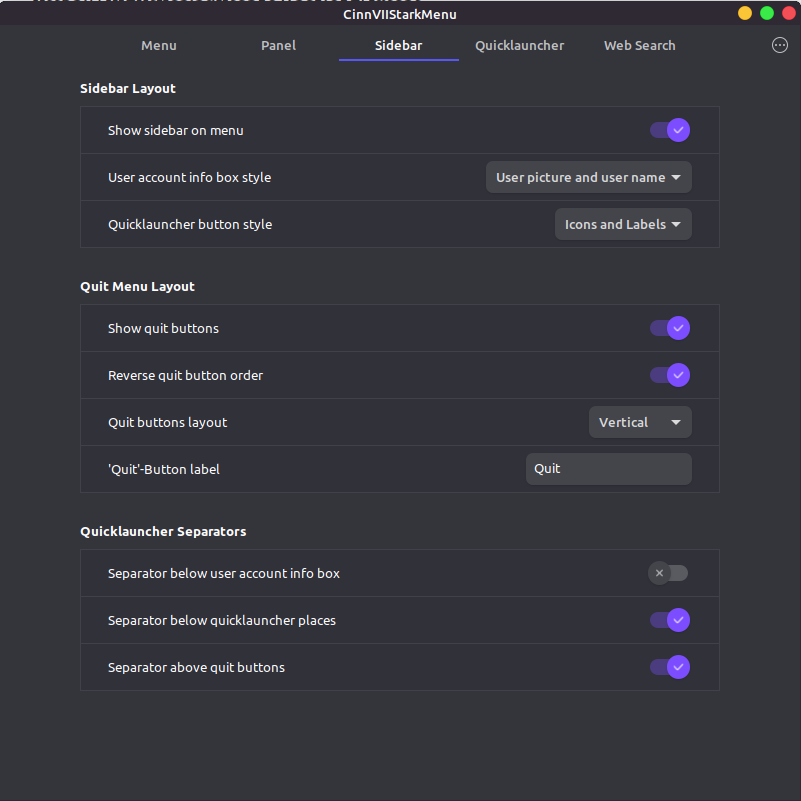 CinnVIIStarkMenu
Menu Panel Sidebar Quicklauncher Web Search
Sidebar Layout
Show sidebar on menu
User account info box style User picture and user name
Quicklauncher button style Icons and Labels
Quit Menu Layout
Show quit buttons
Reverse quit button order
Quit buttons layout Vertical
'Quit'-Button label Quit
Quicklauncher Separators
Separator below user account info box
Separator below quicklauncher places
Separator above quit buttons